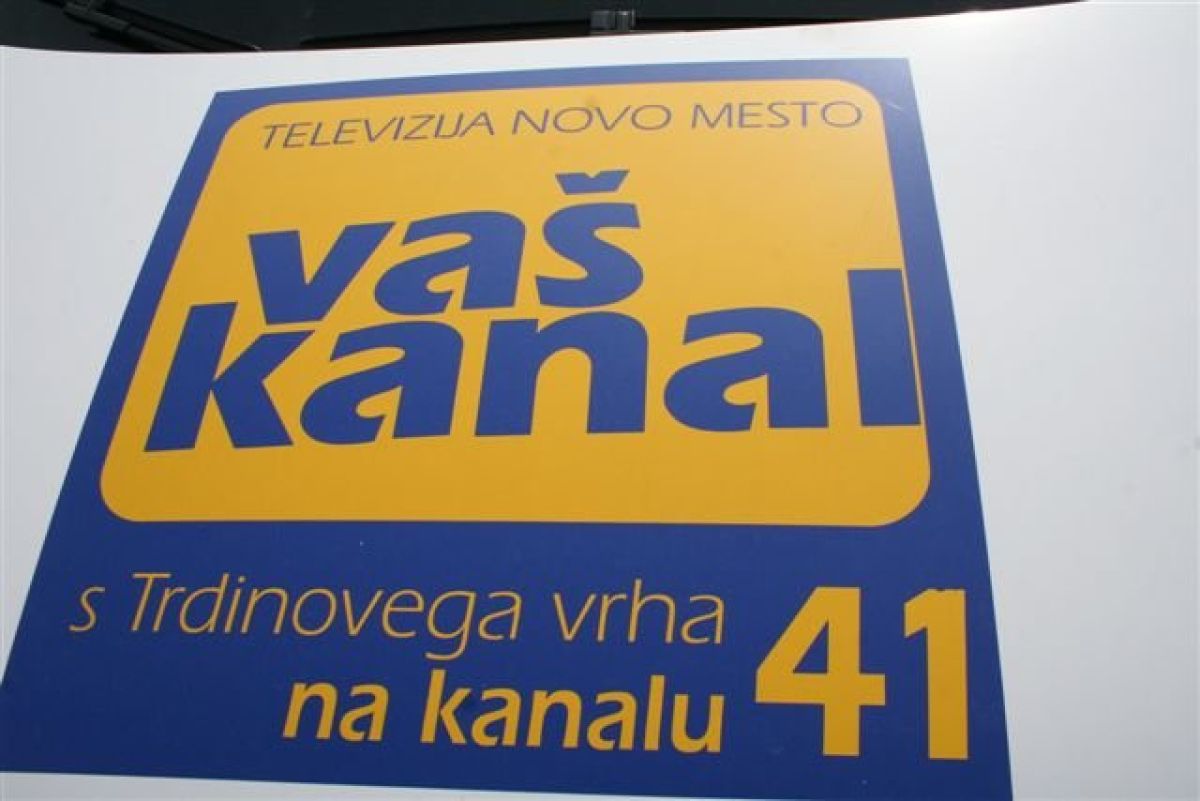 TELEVIZIJA NOVO MESTO
vaš
kanal
s Trdinovega vrha
na kanalu 41